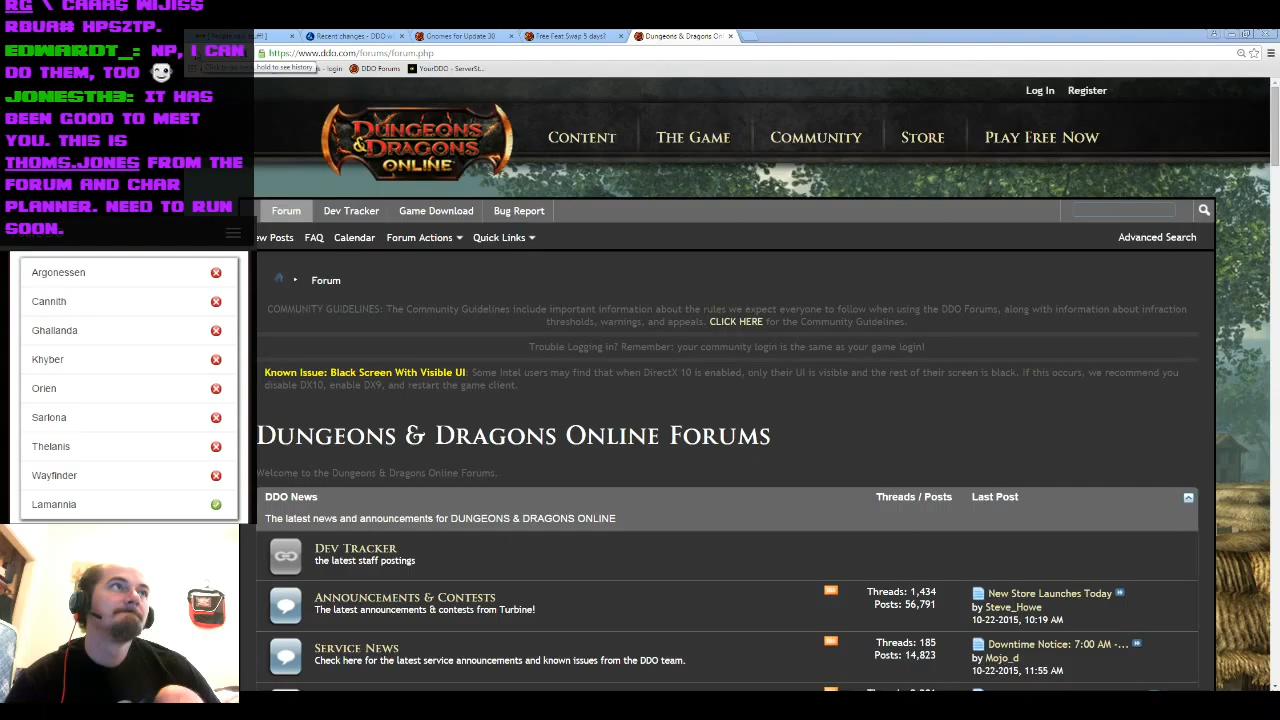 RG \ CAAAS WIJISS
RBUA# HPSZTP.
EDWARDT_: NP, I CAN
DO THEM, TOO
JONESTH3: IT HAS
BEEN GOOD TO MEET
YOU. THIS IS
THOMS.JONES FROM THE
FORUM AND CHAR
PLANNER. NEED TO RUN
SOON.
Recent changes - DDO w
Gnomes for Update 30
Free Feat Swap 5 days?
Dungeons & Dragons Onl
https://www.ddo.com/forums/forum.php
hold to see history
- login
DDO Forums
YourDDO - ServerSt...
Log In
Register
DUNGEONS & DRAGONS ONLINE
CONTENT
THE GAME
COMMUNITY
STORE
PLAY FREE NOW
Forum
Dev Tracker
Game Download
Bug Report
ew Posts
FAQ
Calendar
Forum Actions
Quick Links
Advanced Search
Argonessen
Cannith
Ghallanda
Khyber
Orien
Sarlona
Thelanis
Wayfinder
Lamannia
Forum
COMMUNITY GUIDELINES: The Community Guidelines include important information about the rules we expect everyone to follow when using the DDO Forums, along with information about infraction
thresholds, warnings, and appeals. CLICK HERE for the Community Guidelines.
Trouble Logging in? Remember: your community login is the same as your game login!
Known Issue: Black Screen With Visible UI: Some Intel users may find that when DirectX 10 is enabled, only their UI is visible and the rest of their screen is black. If this occurs, we recommend you
disable DX10, enable DX9, and restart the game client.
DUNGEONS & DRAGONS ONLINE FORUMS
Welcome to the Dungeons & Dragons Online Forums.
DDO News
Threads / Posts
Last Post
The latest news and announcements for DUNGEONS & DRAGONS ONLINE
DEV TRACKER
the latest staff postings
ANNOUNCEMENTS & CONTESTS
The latest announcements & contests from Turbine!
Threads: 1,434
Posts: 56,791
New Store Launches Today
by Steve_Howe
10-22-2015, 10:19 AM
SERVICE NEWS
Check here for the latest service announcements and known issues from the DDO team.
Threads: 185
Posts: 14,823
Downtime Notice: 7:00 AM -...
by Mojo_d
10-22-2015, 11:55 AM